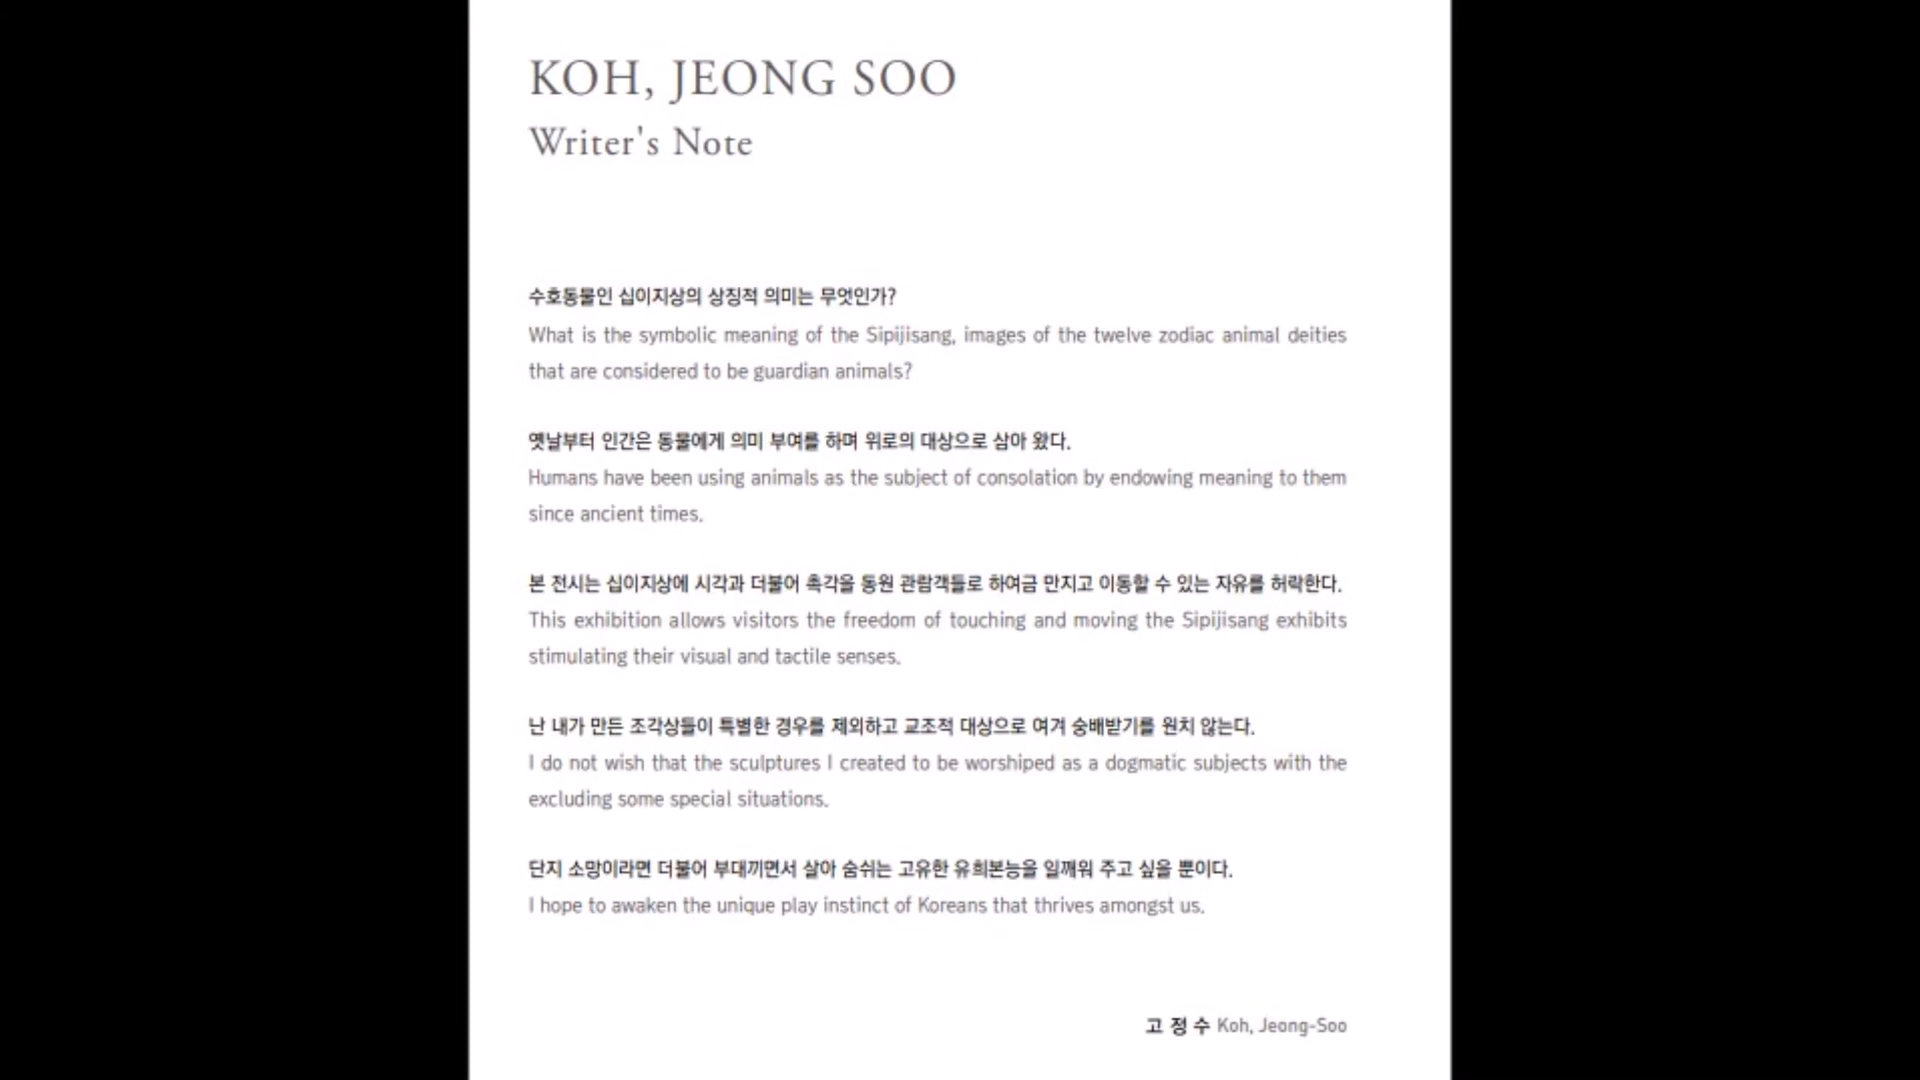 KOH, JEONG SOO
Writer's Note
수호동물인 십이지상의 상징적 의미는 무엇인가?
What is the symbolic meaning of the Sipijisang, images of the twelve zodiac animal deities
that are considered to be guardian animals?
옛날부터 인간은 동물에게 의미 부여를 하며 위로의 대상으로 삼아 왔다.
Humans have been using animals as the subject of consolation by endowing meaning to them
since ancient times.
본 전시는 십이지상에 시각과 더불어 촉각을 동원 관람객들로 하여금 만지고 이동할 수 있는 자유를 허락한다.
This exhibition allows visitors the freedom of touching and moving the Sipijisang exhibits
stimulating their visual and tactile senses.
난 내가 만든 조각상들이 특별한 경우를 제외하고 교조적 대상으로 여겨 숭배받기를 원치 않는다.
I do not wish that the sculptures I created to be worshiped as a dogmatic subjects with the
excluding some special situations.
단지 소망이라면 더불어 부대끼면서 살아 숨쉬는 고유한 유희본능을 일깨워 주고 싶을 뿐이다.
I hope to awaken the unique play instinct of Koreans that thrives amongst us.
고 정 수 Koh, Jeong-Soo